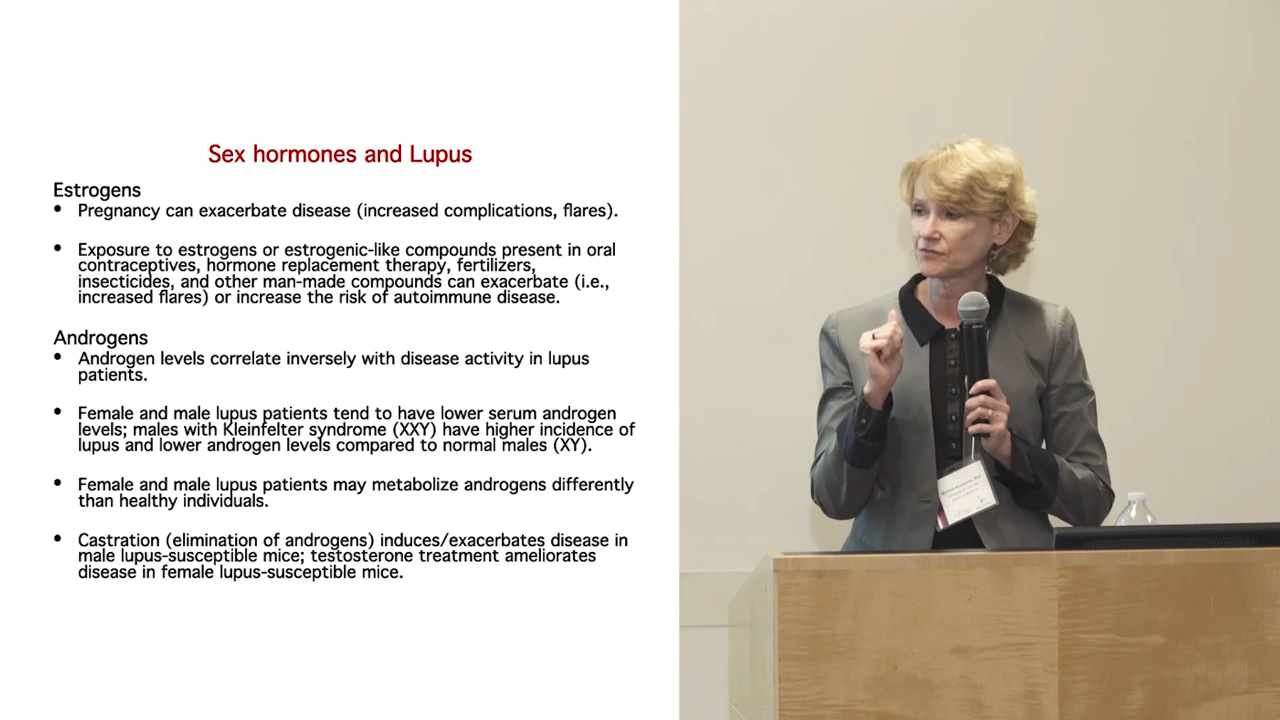 Sex hormones and Lupus
Estrogens
• Pregnancy can exacerbate disease (increased complications, flares).
• Exposure to estrogens or estrogenic-like compounds present in oral
contraceptives, hormone replacement therapy, fertilizers,
insecticides, and other man-made compounds can exacerbate (i.e.,
increased flares) or increase the risk of autoimmune disease.
Androgens
• Androgen levels correlate inversely with disease activity in lupus
patients.
• Female and male lupus patients tend to have lower serum androgen
levels; males with Kleinfelter syndrome (XXY) have higher incidence of
lupus and lower androgen levels compared to normal males (XY).
• Female and male lupus patients may metabolize androgens differently
than healthy individuals.
• Castration (elimination of androgens) induces/exacerbates disease in
male lupus-susceptible mice; testosterone treatment ameliorates
disease in female lupus-susceptible mice.